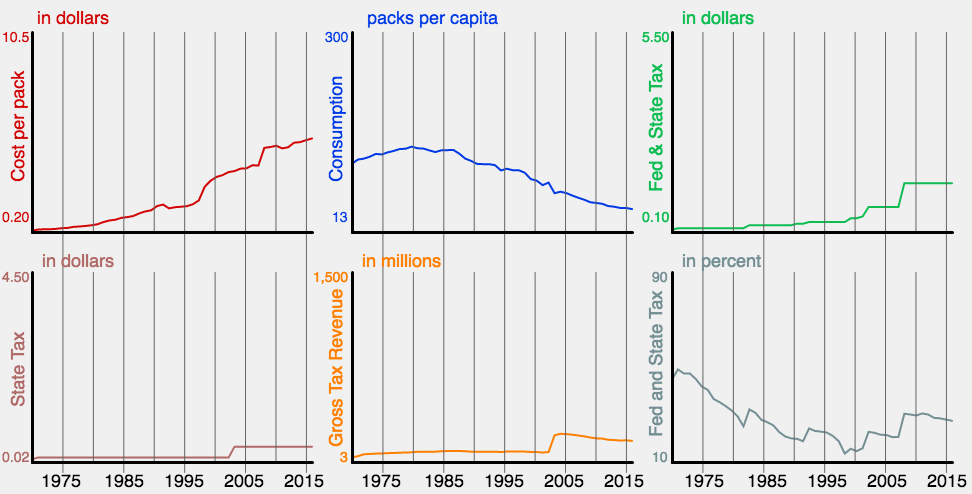 in dollars
10.5
Cost per pack
0.20
packs per capita
300
Consumption
13
in dollars
5.50
Fed & State Tax
0.10
in dollars
4.50
State Tax
0.02
1975 1985 1995 2005 2015
in millions
1,500
Gross Tax Revenue
3
1975 1985 1995 2005 2015
in percent
90
Fed and State Tax
10
1975 1985 1995 2005 2015